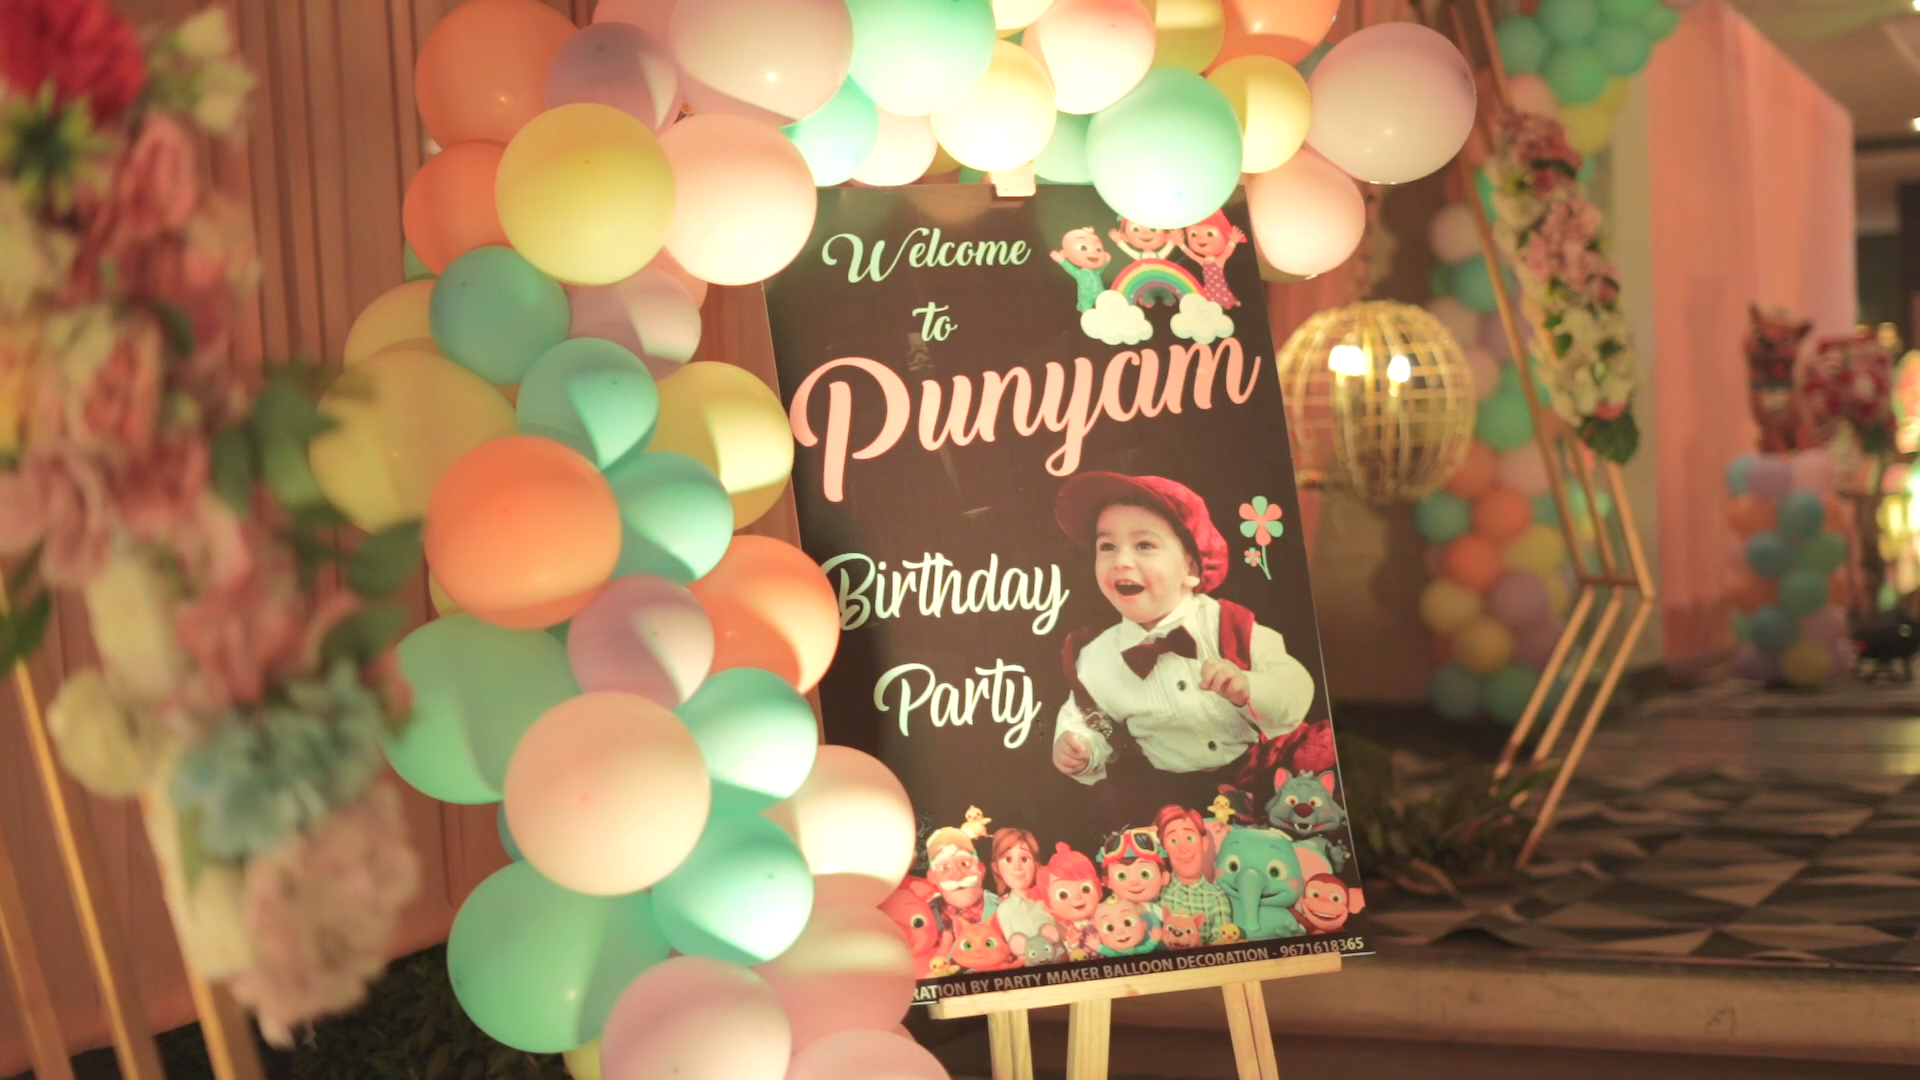 Welcome
to
Punyam
Birthday
Party
RATION BY PARTY MAKER BALLOON DECORATION - 9671618365